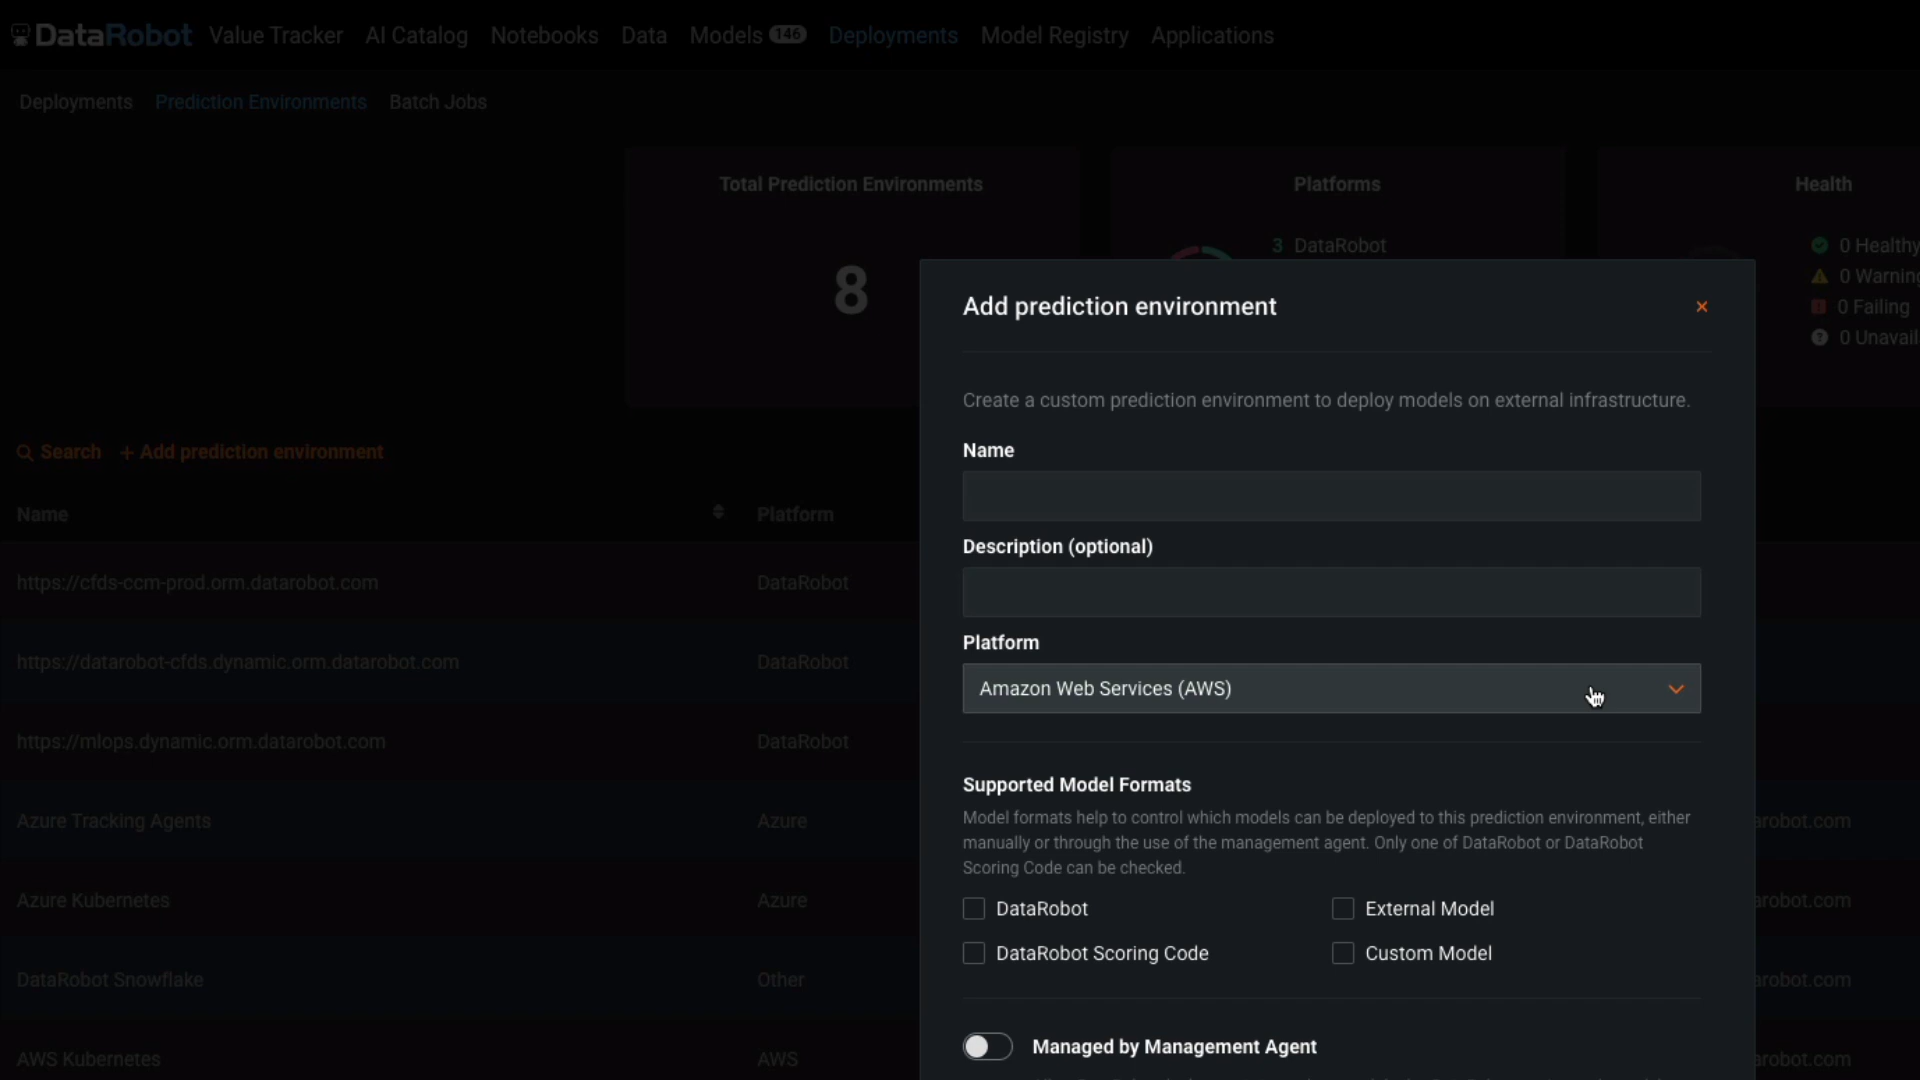 DataRobot Value Tracker AI Catalog Notebooks Data Models 146 Deployments Model Registry Applications
Deployments Prediction Environments Batch Jobs
Total Prediction Environments
8
Platforms
3 DataRobot
Health
0 Healthy
0 Warning
0 Failing
0 Unavail
Search + Add prediction environment
Name Platform
https://cfds-ccm-prod.orm.datarobot.com DataRobot
https://datarobot-cfds.dynamic.orm.datarobot.com DataRobot
https://mlops.dynamic.orm.datarobot.com DataRobot
Azure Tracking Agents Azure arobot.com
Azure Kubernetes Azure arobot.com
DataRobot Snowflake Other arobot.com
AWS Kubernetes AWS arobot.com
Add prediction environment
Create a custom prediction environment to deploy models on external infrastructure.
Name
Description (optional)
Platform
Amazon Web Services (AWS)
Supported Model Formats
Model formats help to control which models can be deployed to this prediction environment, either
manually or through the use of the management agent. Only one of DataRobot or DataRobot
Scoring Code can be checked.
DataRobot External Model
DataRobot Scoring Code Custom Model
Managed by Management Agent